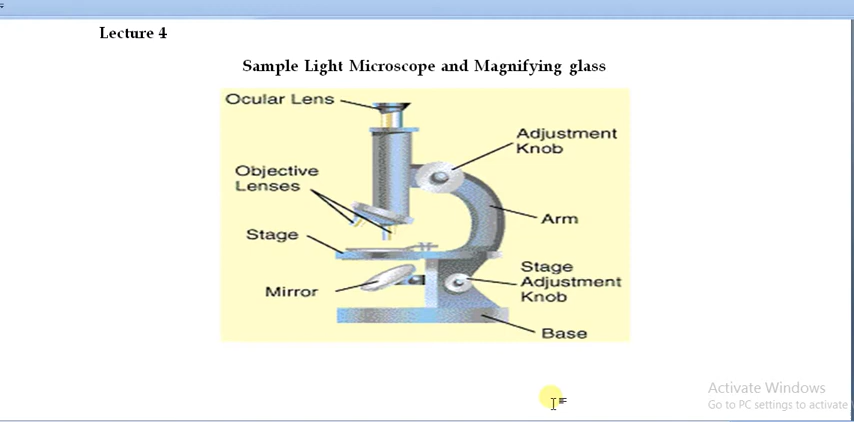 Lecture 4
Sample Light Microscope and Magnifying glass
Ocular Lens
Adjustment
Knob
Objective
Lenses
Arm
Stage
Stage
Adjustment
Knob
Mirror
Base
Activate Windows
Go to PC settings to activate